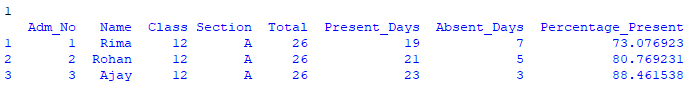 1
Adm_No Name Class Section Total Present_Days Absent_Days Percentage_Present
1 1 Rima 12 A 26 19 7 73.076923
2 2 Rohan 12 A 26 21 5 80.769231
3 3 Ajay 12 A 26 23 3 88.461538